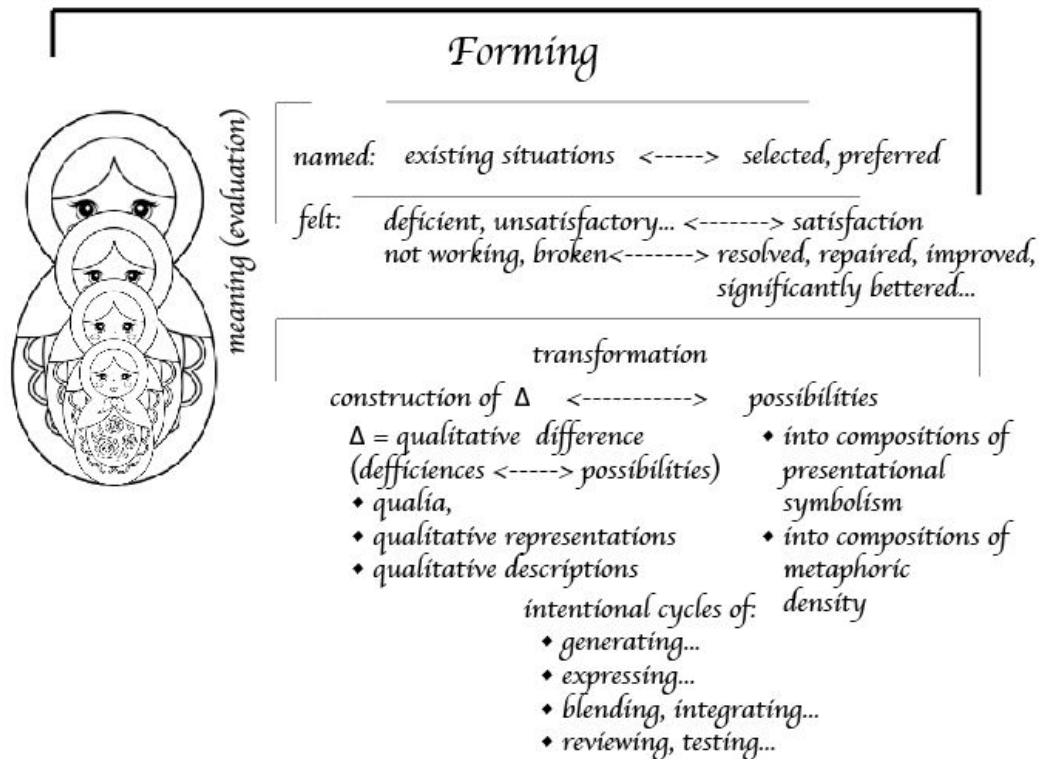 Forming
meaning (evaluation)
named: existing situations <-----> selected, preferred
felt: deficient, unsatisfactory... <-------> satisfaction
not working, broken<-------> resolved, repaired, improved,
significantly bettered...
transformation
construction of Δ <-----------> possibilities
Δ = qualitative difference
(defficiences <-----> possibilities)
◆ qualia,
◆ qualitative representations
◆ qualitative descriptions
◆ into compositions of
presentational
symbolism
◆ into compositions of
metaphoric
density
intentional cycles of:
◆ generating...
◆ expressing...
◆ blending, integrating...
◆ reviewing, testing...